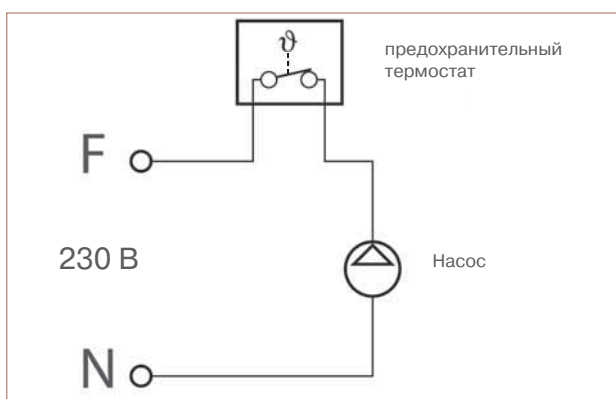 ϑ
предохранительный
термостат
F
230 В
Насос
N